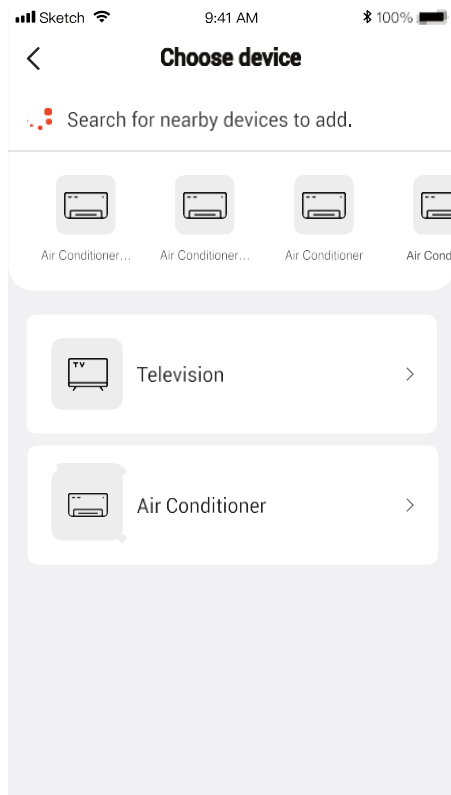 Sketch 9:41 AM 100%
Choose device
Search for nearby devices to add.
Air Conditioner... Air Conditioner... Air Conditioner Air Cond
TV
Television
Air Conditioner